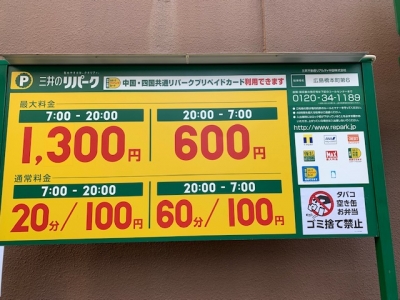 P 三井のリパーク
中国・四国共通リパークプリペイドカード利用できます
最大料金
7:00 - 20:00
1,300円
20:00 - 7:00
600円
通常料金
7:00 - 20:00
20分/100円
20:00 - 7:00
60分/100円
0120-34-1189
http://www.repark.jp
タバコ
空き缶
お弁当
ゴミ捨て禁止